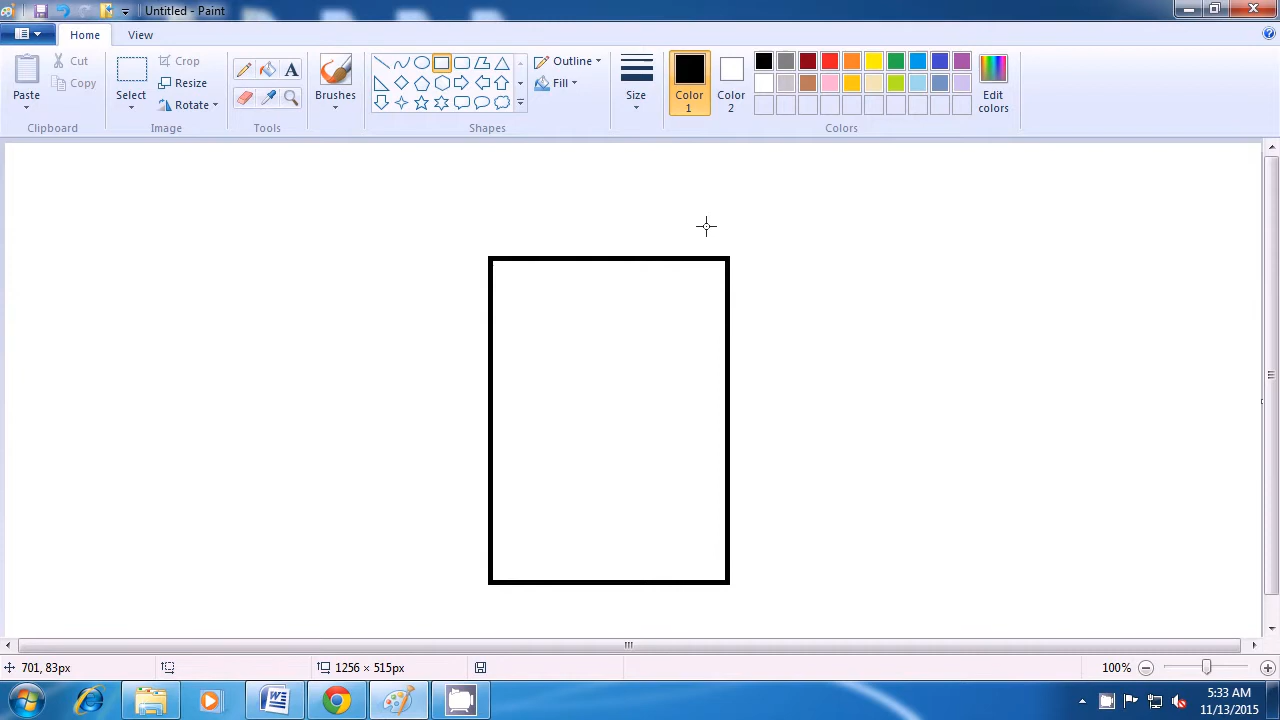 Untitled - Paint
Home View
Paste
Cut
Copy
Clipboard
Select
Crop
Resize
Rotate
Image
A
Tools
Brushes
Outline
Fill
Shapes
Size
Color
1
Color
2
Edit
colors
Colors
701, 83px
1256 × 515px
100%
5:33 AM
11/13/2015